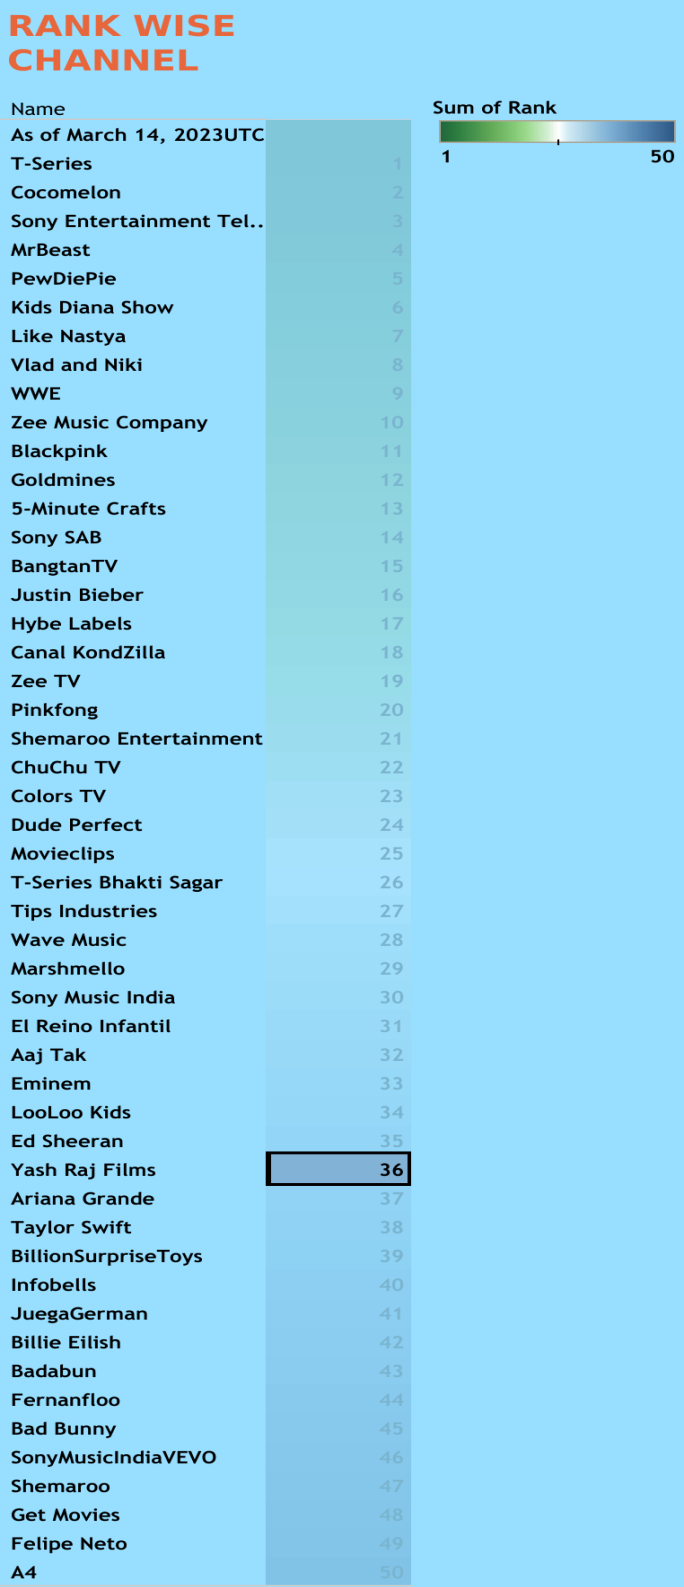 RANK WISE
CHANNEL
Name
Sum of Rank
1 50
As of March 14, 2023UTC
T-Series 1
Cocomelon 2
Sony Entertainment Tel.. 3
MrBeast 4
PewDiePie 5
Kids Diana Show 6
Like Nastya 7
Vlad and Niki 8
WWE 9
Zee Music Company 10
Blackpink 11
Goldmines 12
5-Minute Crafts 13
Sony SAB 14
BangtanTV 15
Justin Bieber 16
Hybe Labels 17
Canal KondZilla 18
Zee TV 19
Pinkfong 20
Shemaroo Entertainment 21
ChuChu TV 22
Colors TV 23
Dude Perfect 24
Movieclips 25
T-Series Bhakti Sagar 26
Tips Industries 27
Wave Music 28
Marshmello 29
Sony Music India 30
El Reino Infantil 31
Aaj Tak 32
Eminem 33
LooLoo Kids 34
Ed Sheeran 35
Yash Raj Films 36
Ariana Grande 37
Taylor Swift 38
BillionSurpriseToys 39
Infobells 40
JuegaGerman 41
Billie Eilish 42
Badabun 43
Fernanfloo 44
Bad Bunny 45
SonyMusicIndiaVEVO 46
Shemaroo 47
Get Movies 48
Felipe Neto 49
A4 50